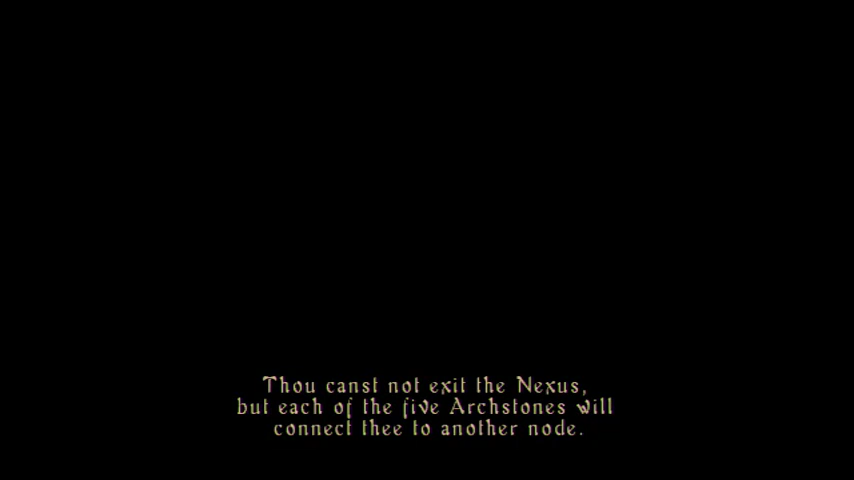 Thou canst not exit the Nexus,
but each of the five Archstones will
connect thee to another node.